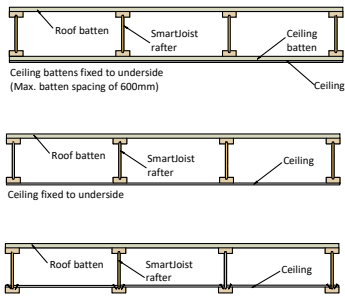 Roof batten
SmartJoist
rafter
Ceiling
batten
Ceiling battens fixed to underside
(Max. batten spacing of 600mm)
Ceiling
Roof batten
SmartJoist
rafter
Ceiling
Ceiling fixed to underside
Roof batten
SmartJoist
rafter
Ceiling